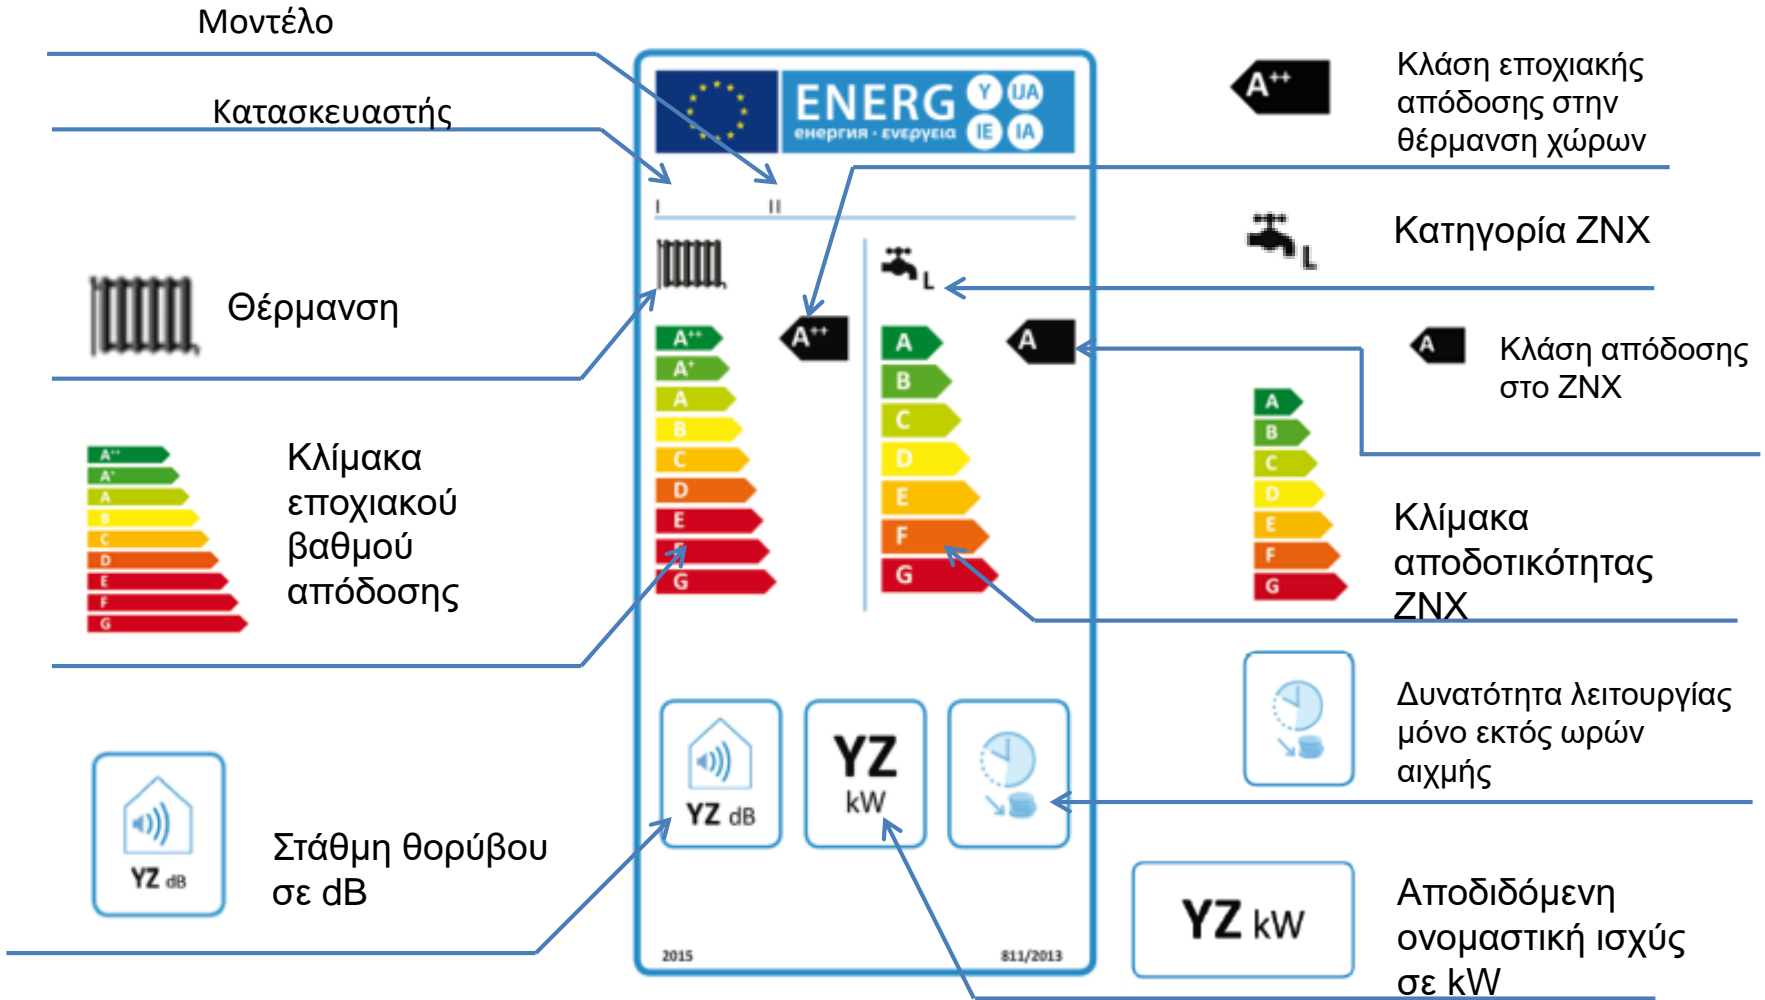 Μοντέλο
Κατασκευαστής
Θέρμανση
A++
A+
A
B
C
D
E
F
G
Κλίμακα
εποχιακού
βαθμού
απόδοσης
YZ dB
Στάθμη θορύβου
σε dB
ENERG
енергия · ενεργεια
Y IJA
IE IA
I II
L
A++
A++
A+
A
B
C
D
E
F
G
A
A
B
C
D
E
F
G
YZ dB
YZ
kW
2015 811/2013
A++
Κλάση εποχιακής
απόδοσης στην
θέρμανση χώρων
L
Κατηγορία ΖΝΧ
A
Κλάση απόδοσης
στο ΖΝΧ
A
B
C
D
E
F
G
Κλίμακα
αποδοτικότητας
ΖΝΧ
Δυνατότητα λειτουργίας
μόνο εκτός ωρών
αιχμής
YZ kW
Αποδιδόμενη
ονομαστική ισχύς
σε kW